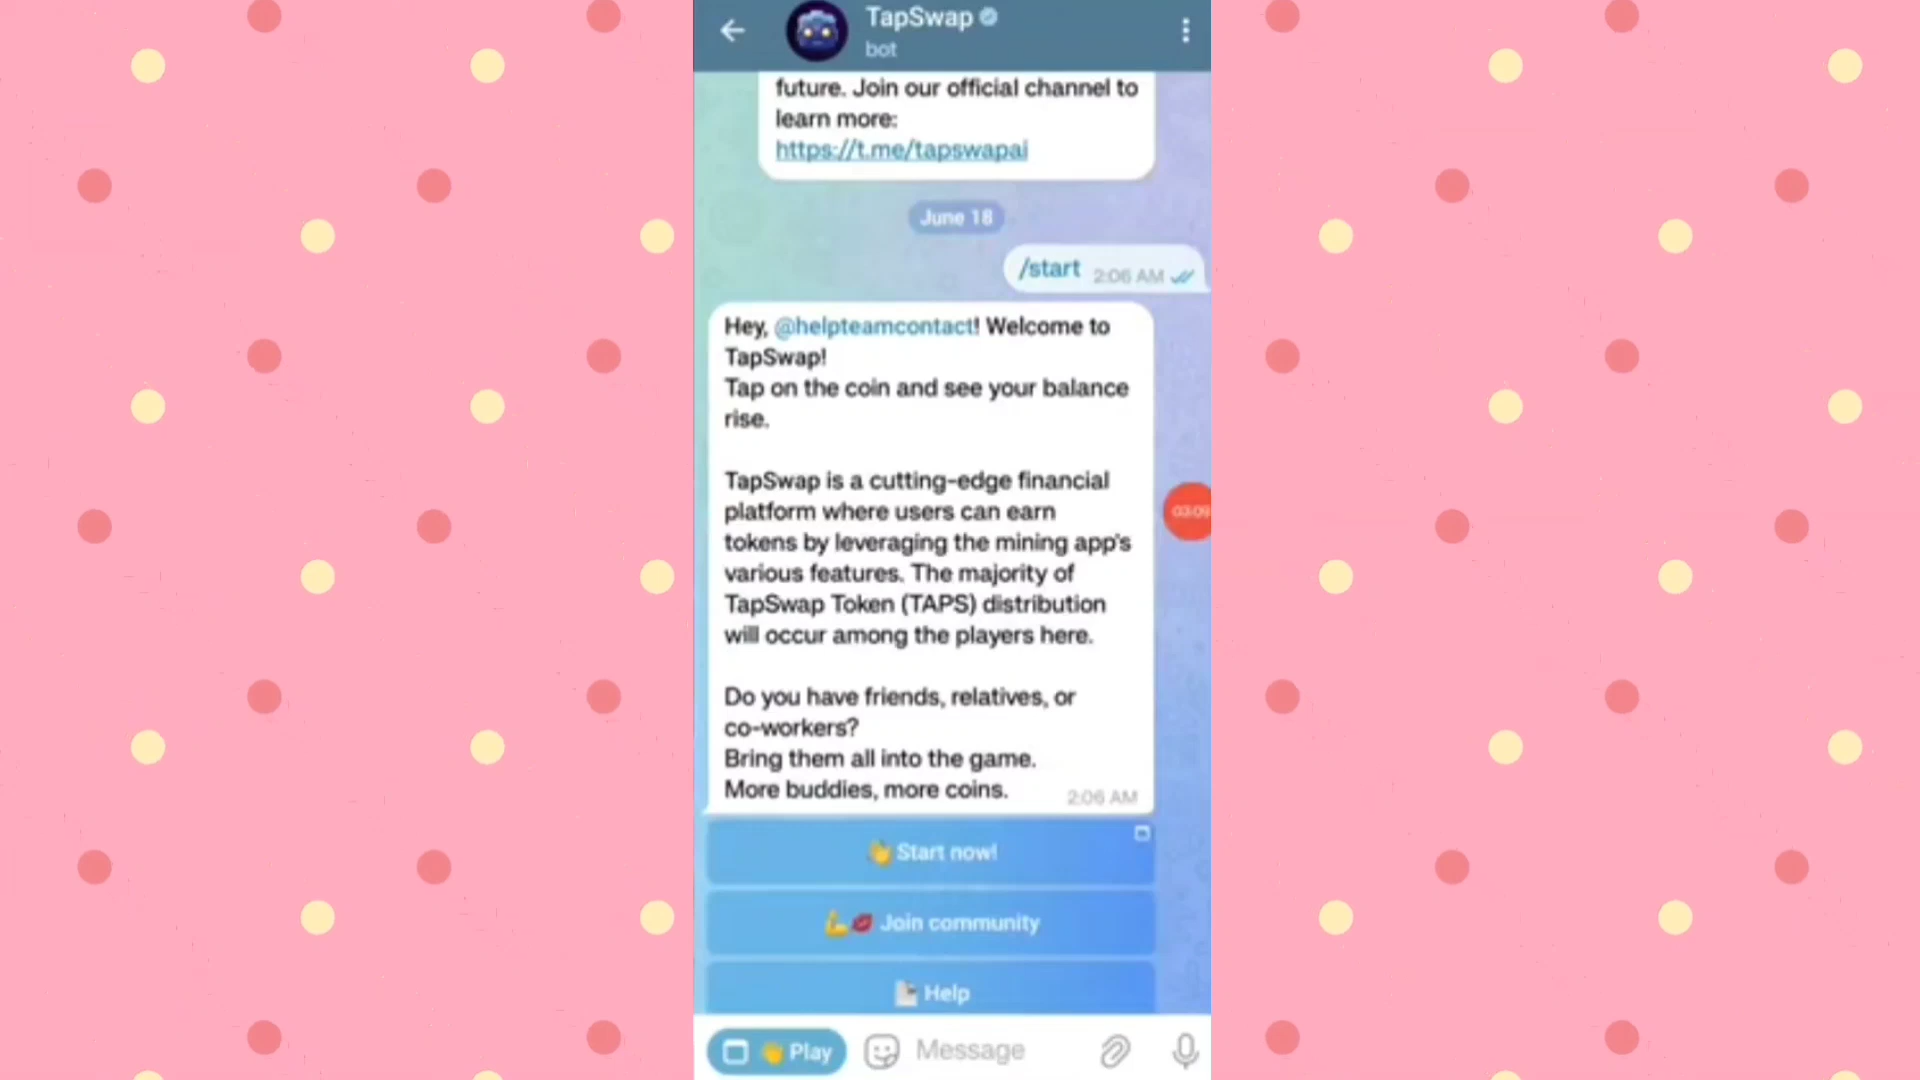 TapSwap
bot
future. Join our official channel to
learn more:
https://t.me/tapswapai
June 18
/start 2:06 AM
Hey, @helpteamcontact! Welcome to
TapSwap!
Tap on the coin and see your balance
rise.
TapSwap is a cutting-edge financial
platform where users can earn
tokens by leveraging the mining app's
various features. The majority of
TapSwap Token (TAPS) distribution
will occur among the players here.
Do you have friends, relatives, or
co-workers?
Bring them all into the game.
More buddies, more coins. 2:06 AM
03:09
👋 Start now!
💪💋 Join community
Help
👋 Play
Message